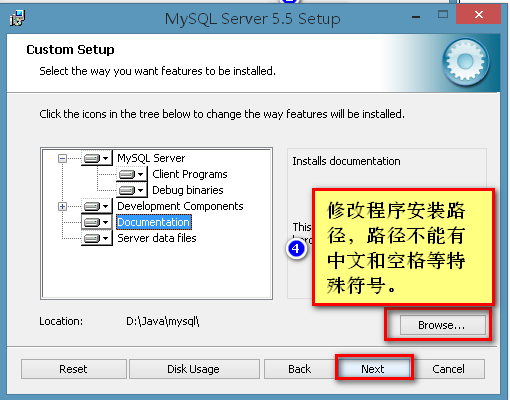 MySQL Server 5.5 Setup
Custom Setup
Select the way you want features to be installed.
Click the icons in the tree below to change the way features will be installed.
MySQL Server
Client Programs
Debug binaries
Development Components
Documentation
Server data files
Installs documentation
This
4
修改程序安装路
径，路径不能有
中文和空格等特
殊符号。
Location: D:\Java\mysql\
Browse...
Reset Disk Usage Back Next Cancel